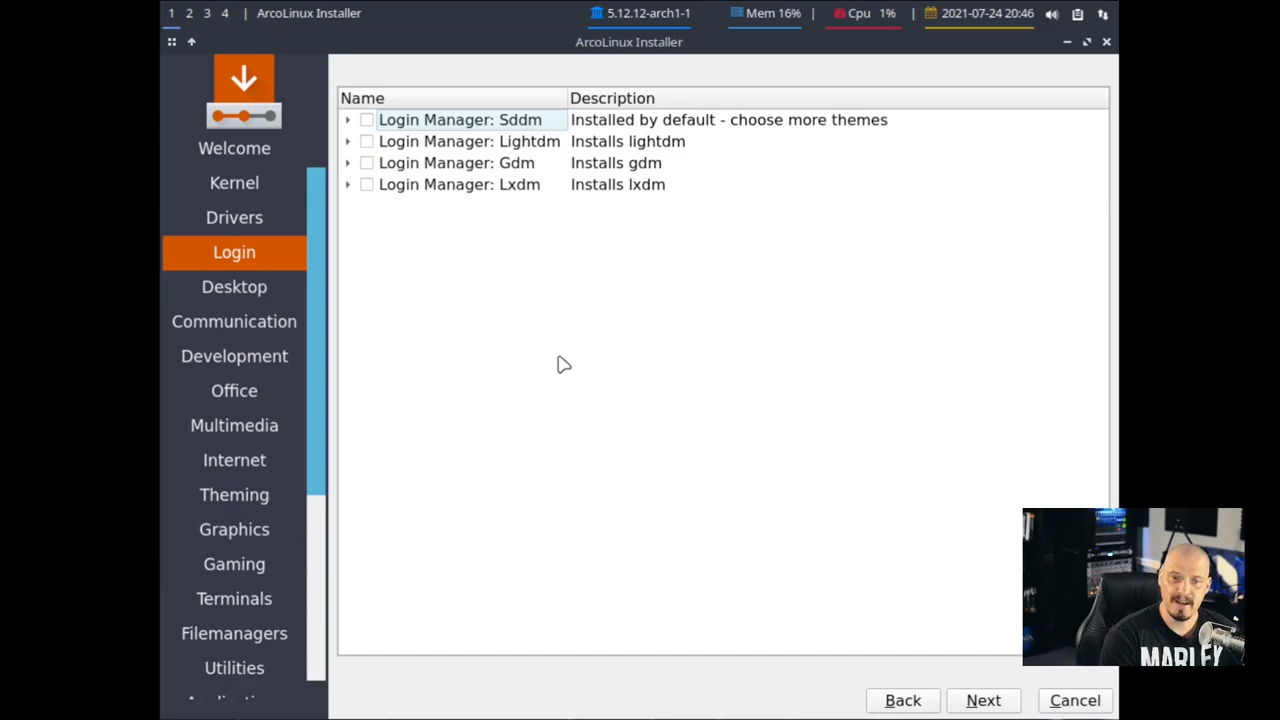 1 2 3 4 | ArcoLinux Installer 5.12.12-arch1-1 Mem 16% | Cpu 1% | 2021-07-24 20:46
ArcoLinux Installer
Welcome
Kernel
Drivers
Login
Desktop
Communication
Development
Office
Multimedia
Internet
Theming
Graphics
Gaming
Terminals
Filemanagers
Utilities
Name Description
Login Manager: Sddm Installed by default - choose more themes
Login Manager: Lightdm Installs lightdm
Login Manager: Gdm Installs gdm
Login Manager: Lxdm Installs lxdm
MARLEY
Back Next Cancel